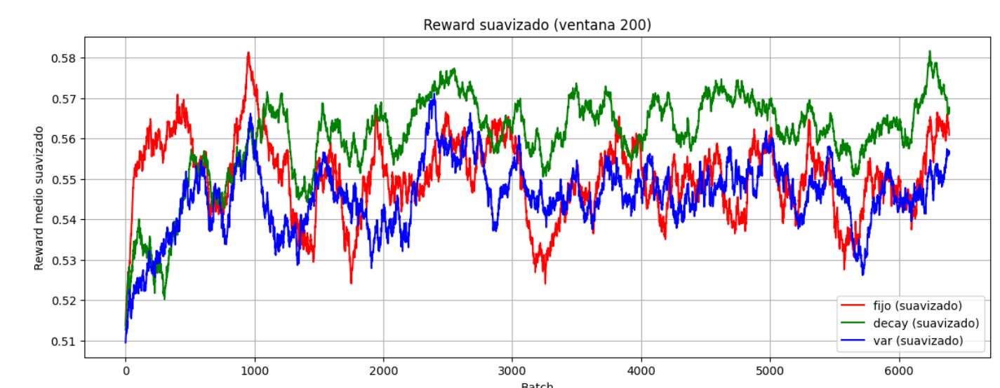 Reward suavizado (ventana 200)
Reward medio suavizado
0.58
0.57
0.56
0.55
0.54
0.53
0.52
0.51
fijo (suavizado)
decay (suavizado)
var (suavizado)
0 1000 2000 3000 4000 5000 6000
Batch